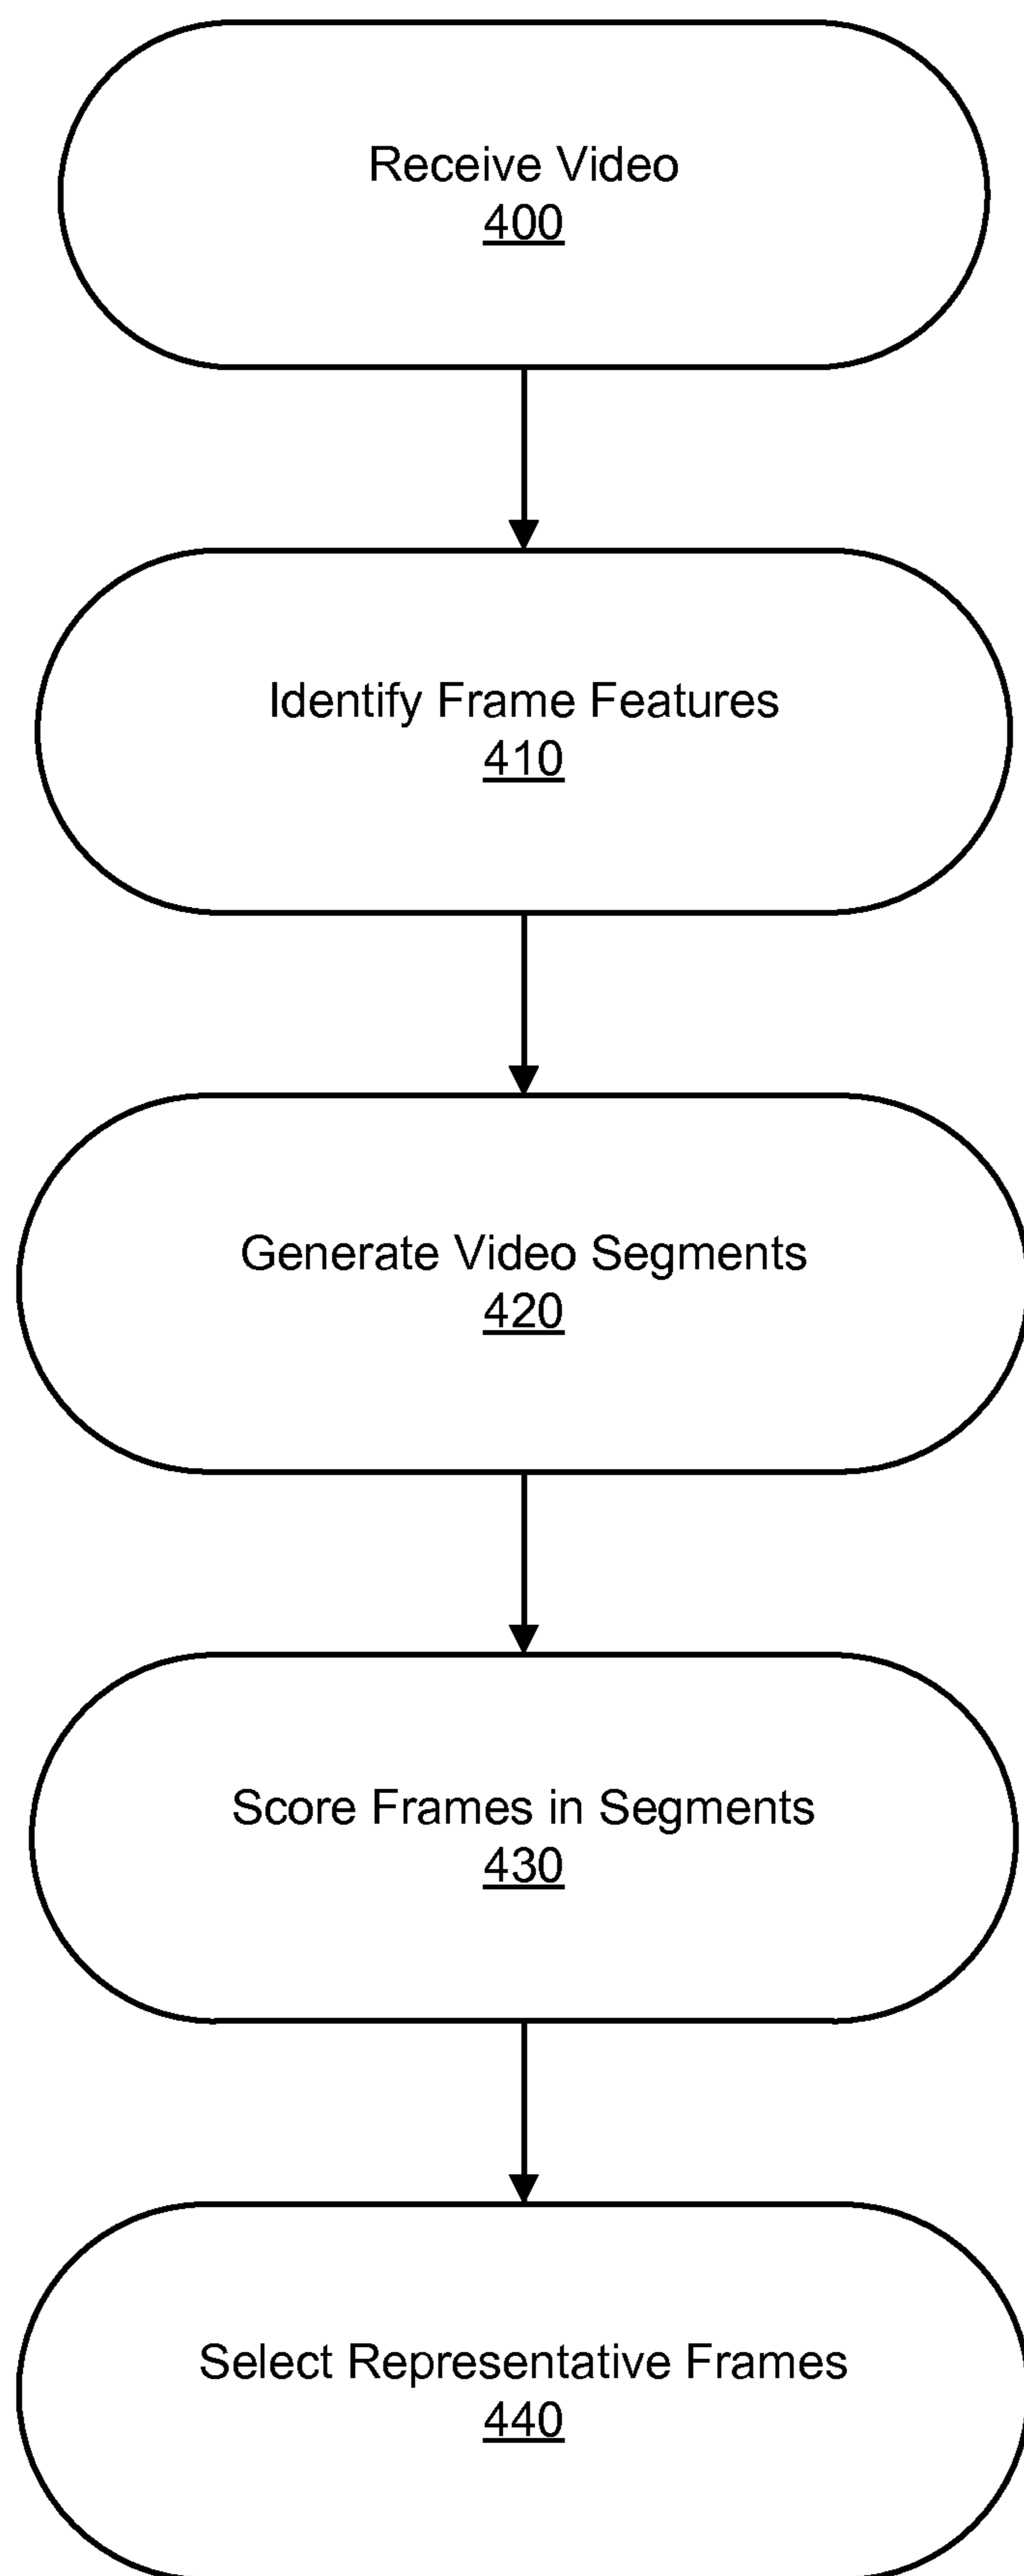 Receive Video
400
Identify Frame Features
410
Generate Video Segments
420
Score Frames in Segments
430
Select Representative Frames
440